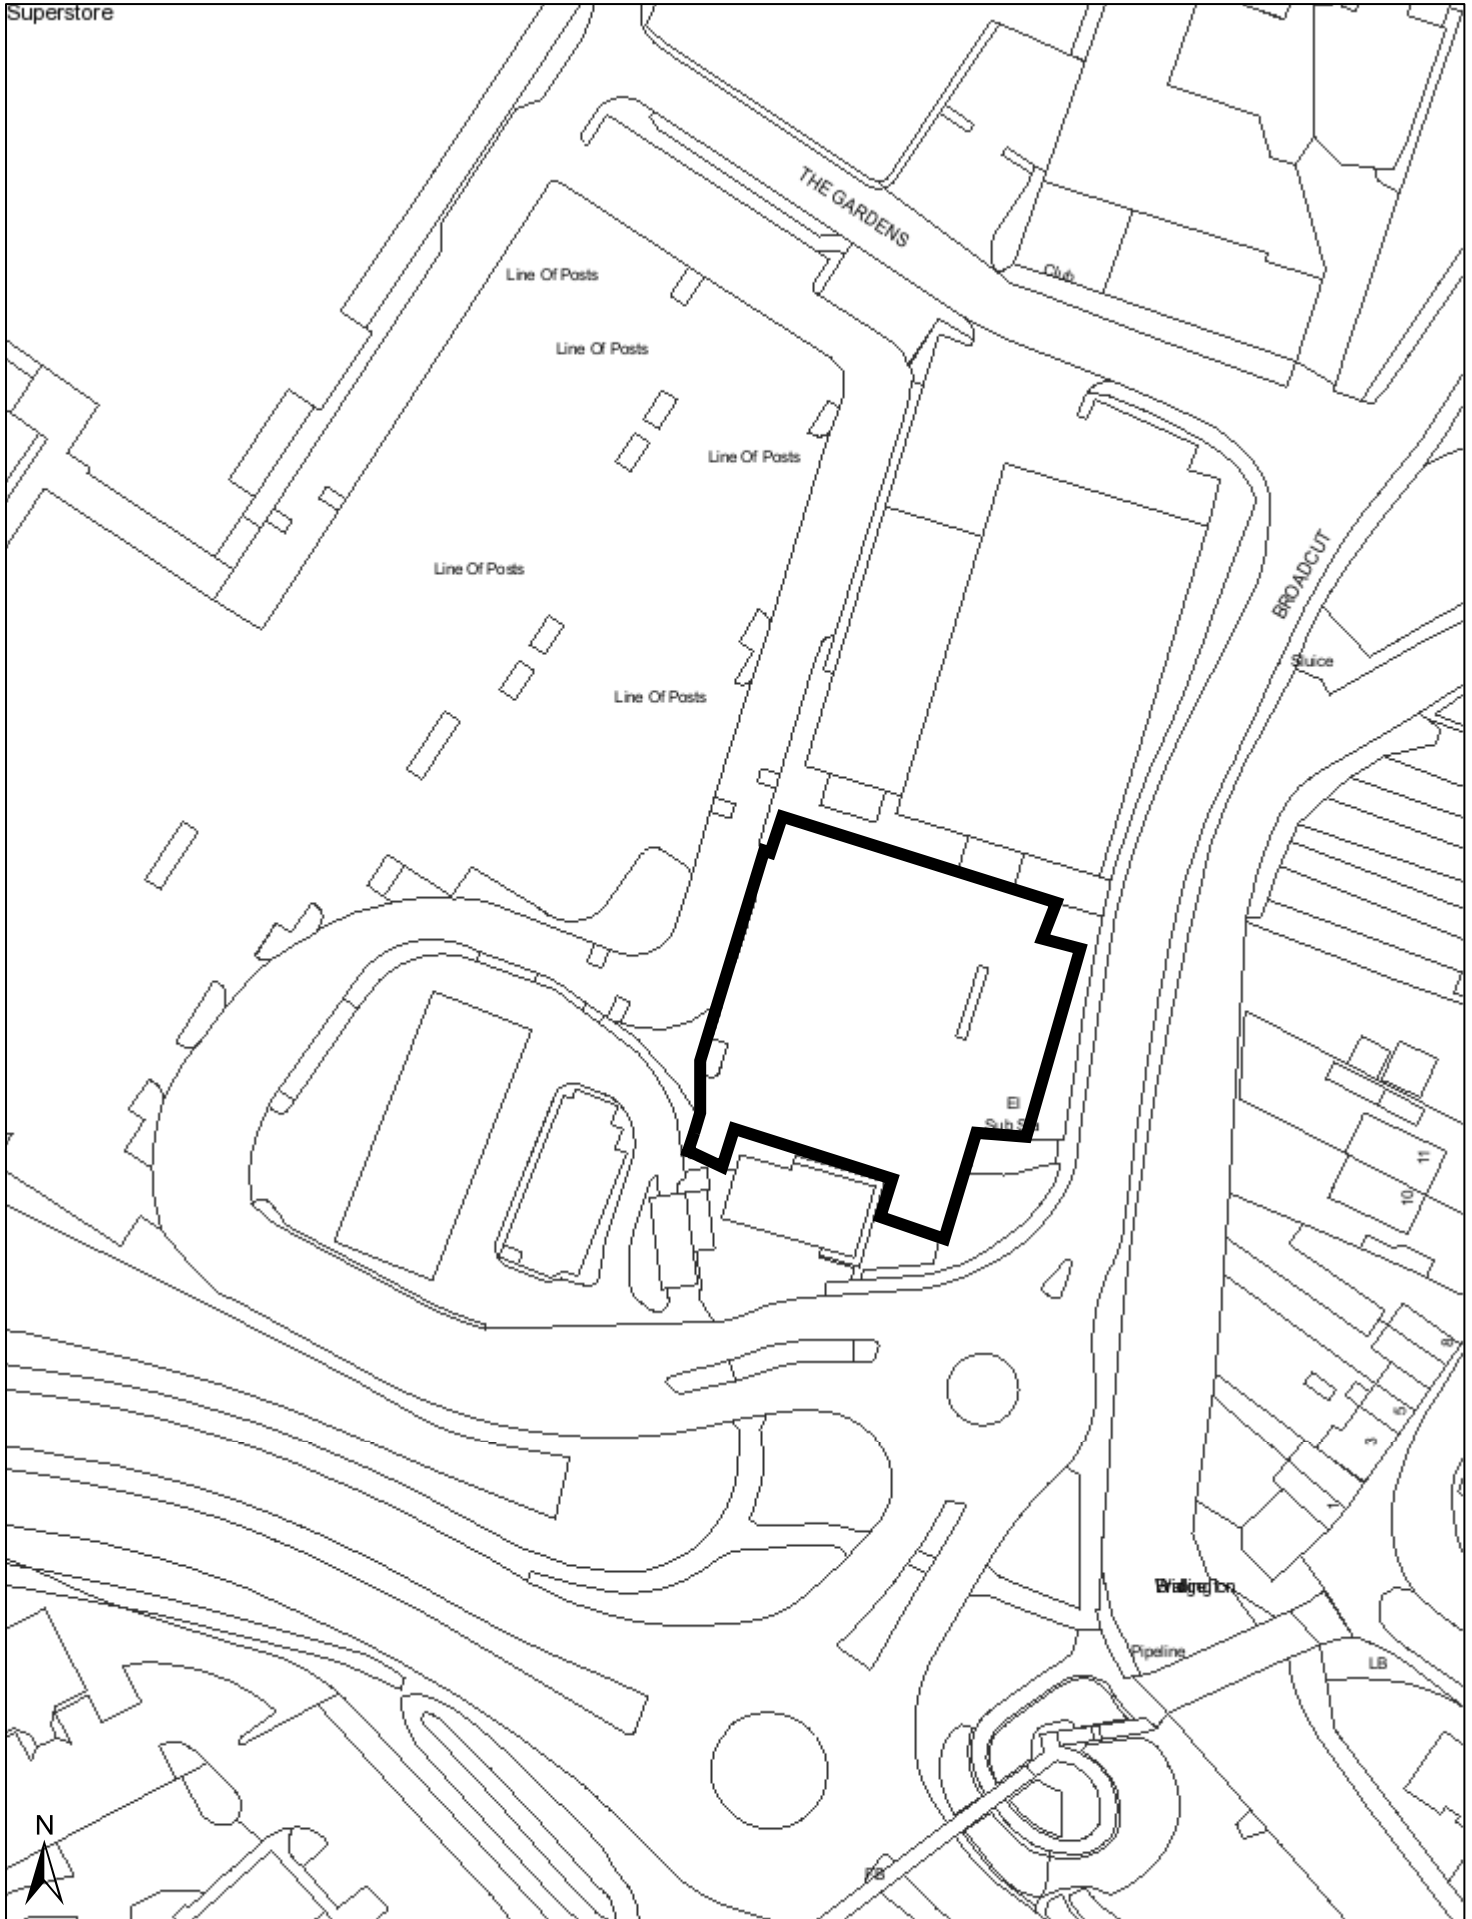 Superstore
THE GARDENS
Line Of Posts
Club
Line Of Posts
Line Of Posts
BROADCUT
Line Of Posts
Sluice
Line Of Posts
El
Sub Sta
11
10
8
5
3
1
Pipeline
LB
N
FB